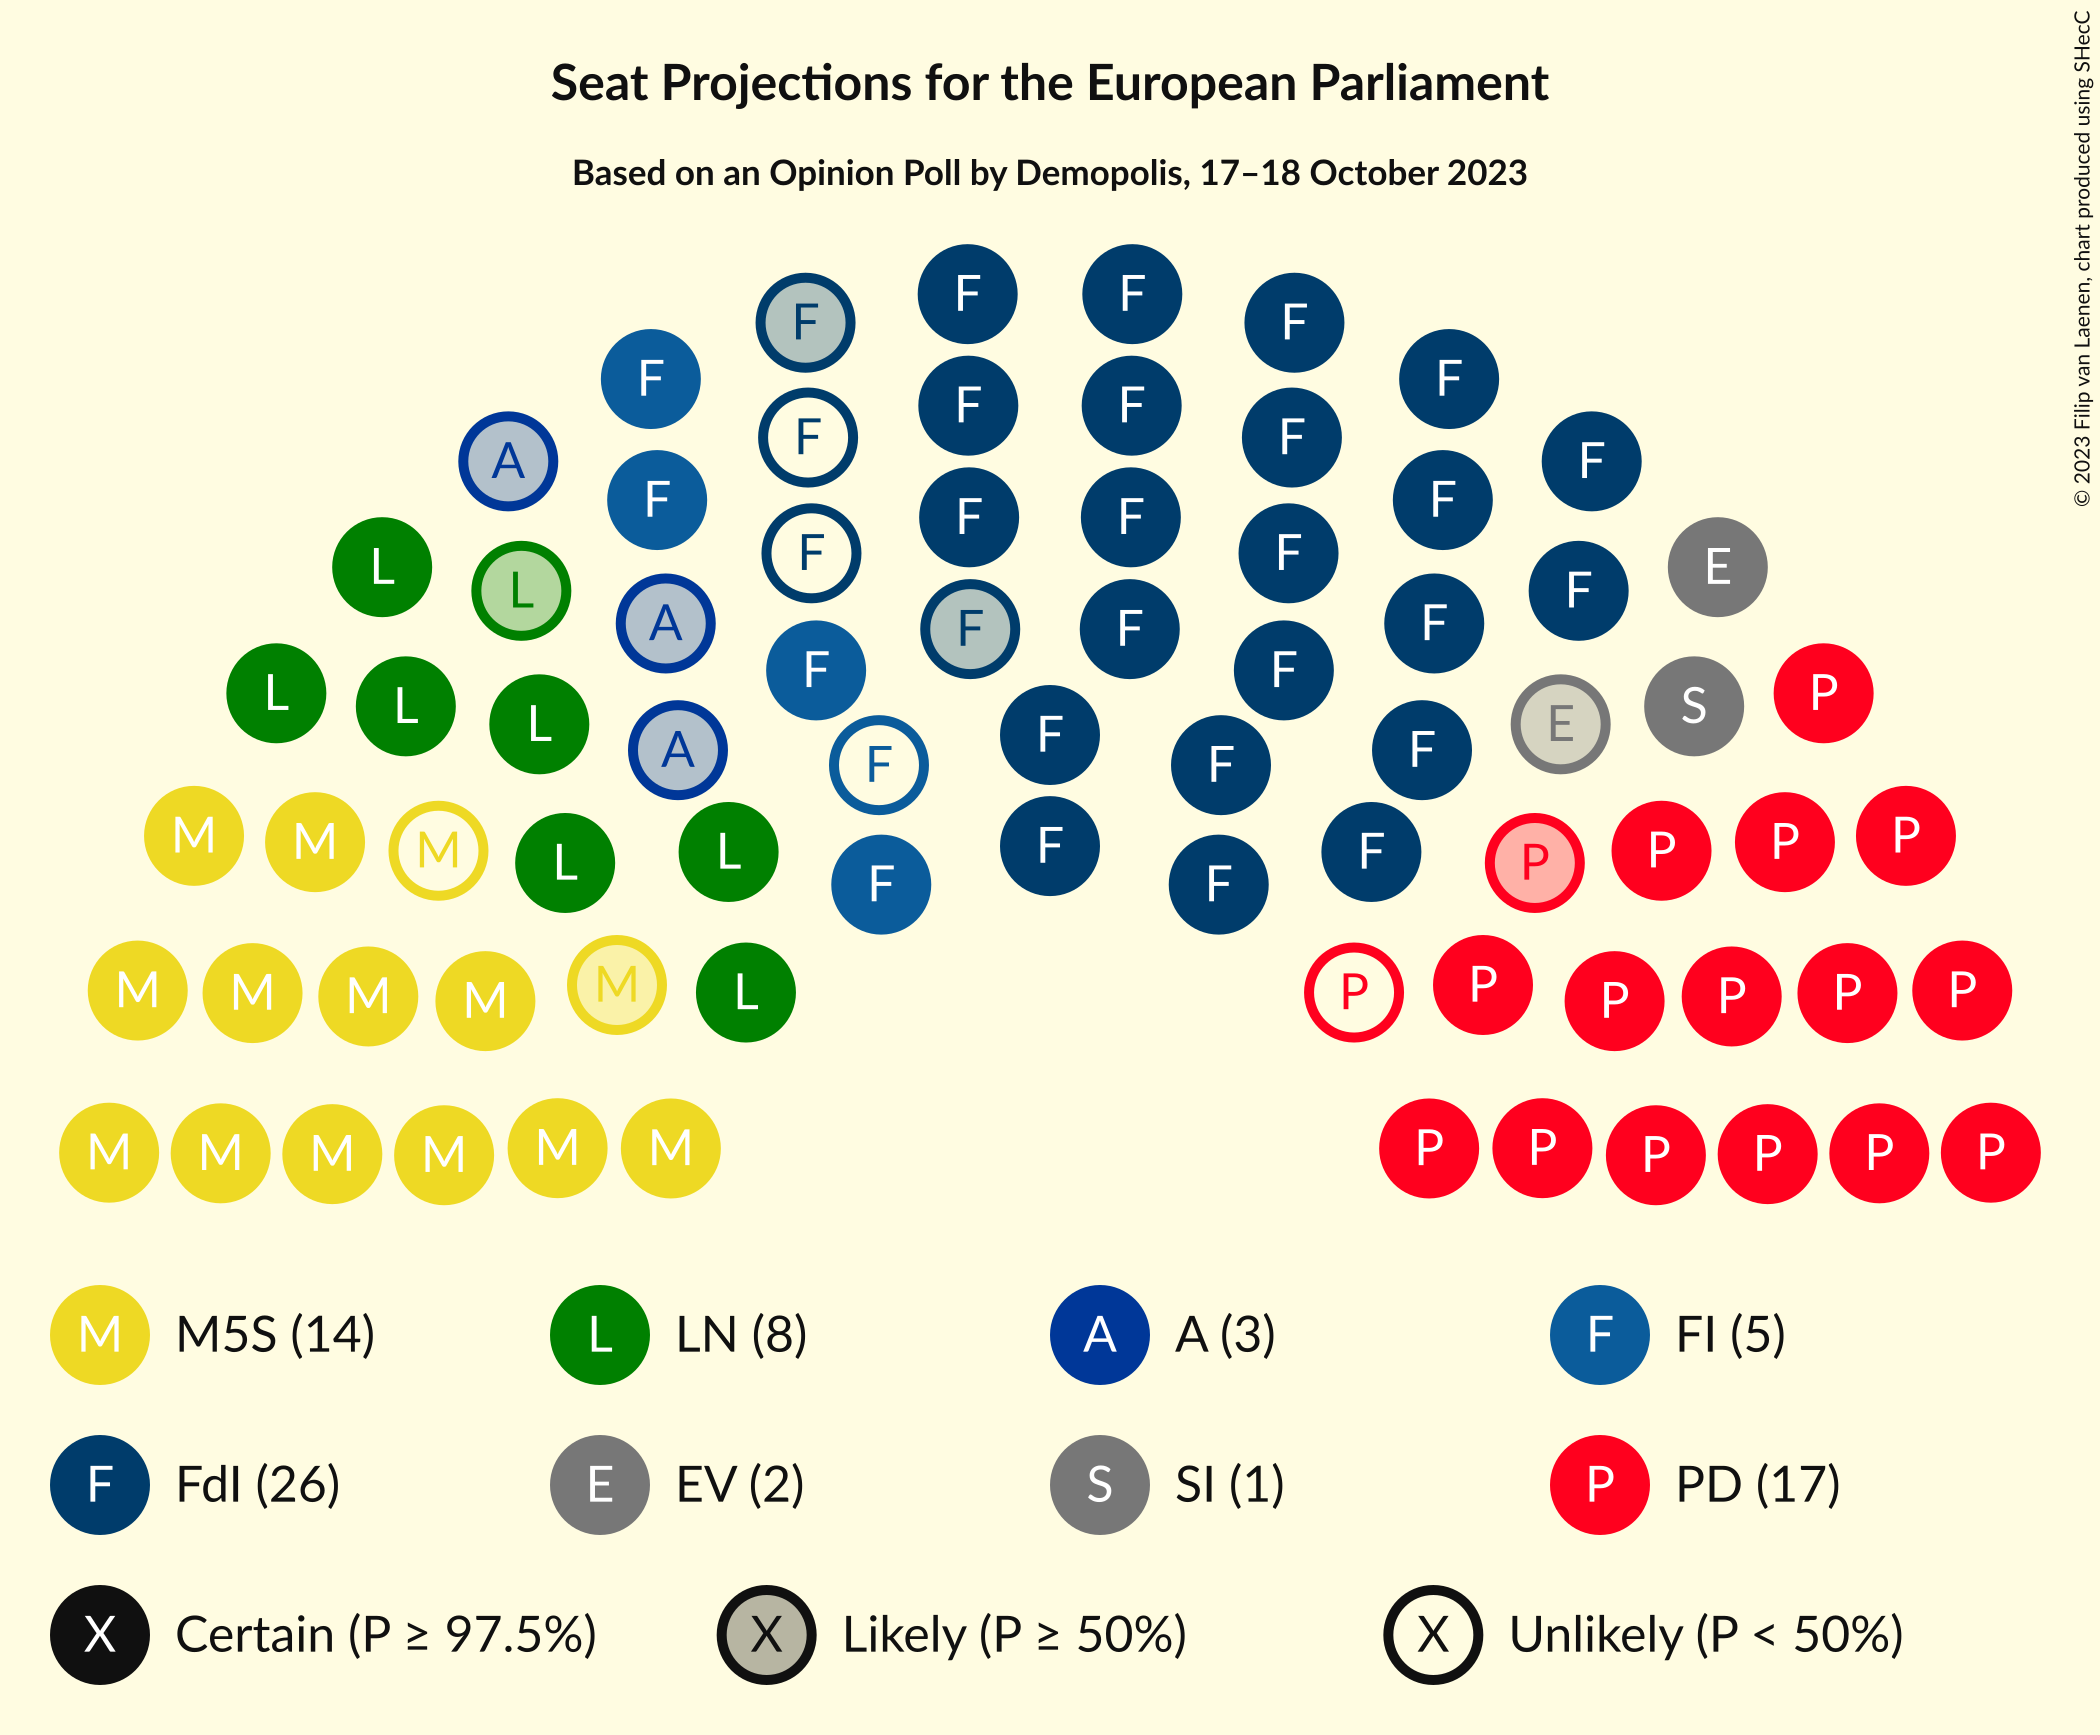 Seat Projections for the European Parliament
Based on an Opinion Poll by Demopolis, 17–18 October 2023
© 2023 Filip van Laenen, chart produced using SHecC
F F
F F
F F
F F F F
A F
F F F F
F F
L E
F F F F
L F
A F
F F
L P
F F
L S
L E
F
A F
F F F
M M
M M
M P P P
L P
L F
F
F F F
M M M M M L
P P P P P P
M M M M M M
P P P P P P
M M5S (14) L LN (8) A A (3) F FI (5)
F FdI (26) E EV (2) S SI (1) P PD (17)
X Certain (P ≥ 97.5%) X Likely (P ≥ 50%) X Unlikely (P < 50%)